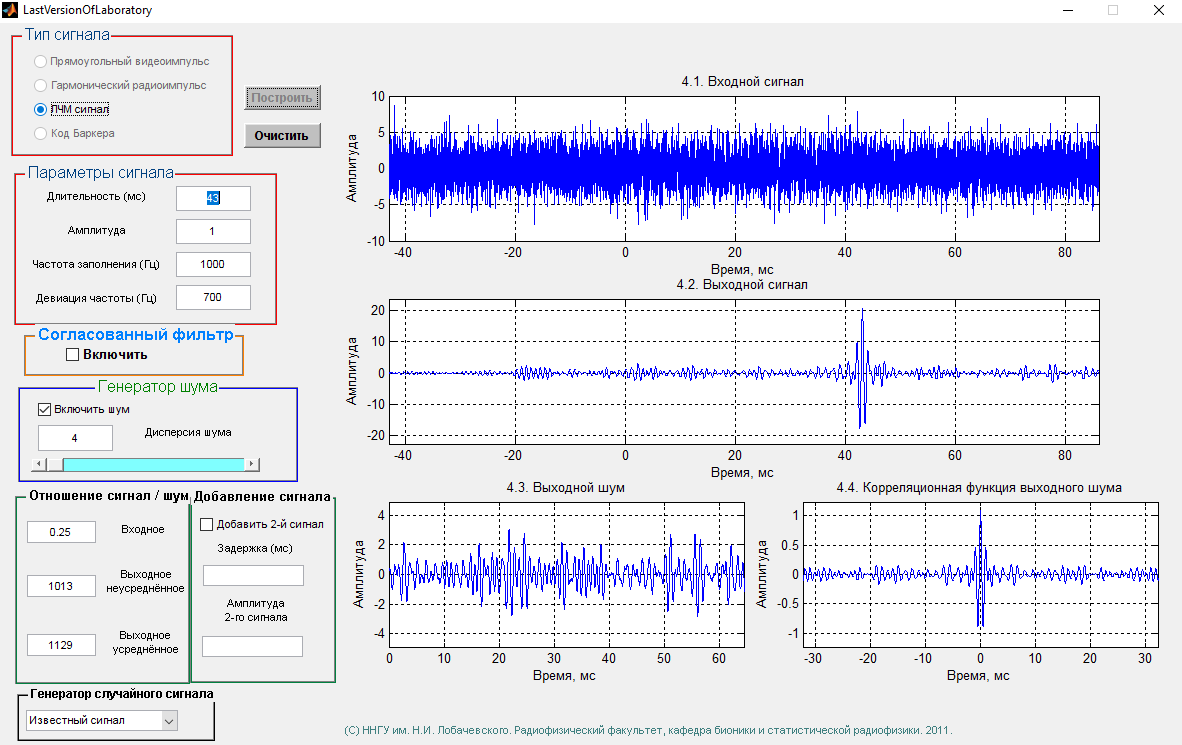 LastVersionOfLaboratory
Тип сигнала
Прямоугольный видеоимпульс
Гармонический радиоимпульс
ЛЧМ сигнал
Код Баркера
Построить
Очистить
Параметры сигнала
Длительность (мс)
43
Амплитуда
1
Частота заполнения (Гц)
1000
Девиация частоты (Гц)
700
Согласованный фильтр
Включить
Генератор шума
Включить шум
4
Дисперсия шума
Отношение сигнал / шум
0.25
Входное
1013
Выходное
неусреднённое
1129
Выходное
усреднённое
Добавление сигнала
Добавить 2-й сигнал
Задержка (мс)
Амплитуда
2-го сигнала
Генератор случайного сигнала
Известный сигнал
4.1. Входной сигнал
Амплитуда
10
5
0
-5
-10
-40 -20 0 20 40 60 80
Время, мс
4.2. Выходной сигнал
Амплитуда
20
10
0
-10
-20
-40 -20 0 20 40 60 80
Время, мс
4.3. Выходной шум
Амплитуда
4
2
0
-2
-4
0 10 20 30 40 50 60
Время, мс
4.4. Корреляционная функция выходного шума
Амплитуда
1
0.5
0
-0.5
-1
-30 -20 -10 0 10 20 30
Время, мс
(С) ННГУ им. Н.И. Лобачевского. Радиофизический факультет, кафедра бионики и статистической радиофизики. 2011.